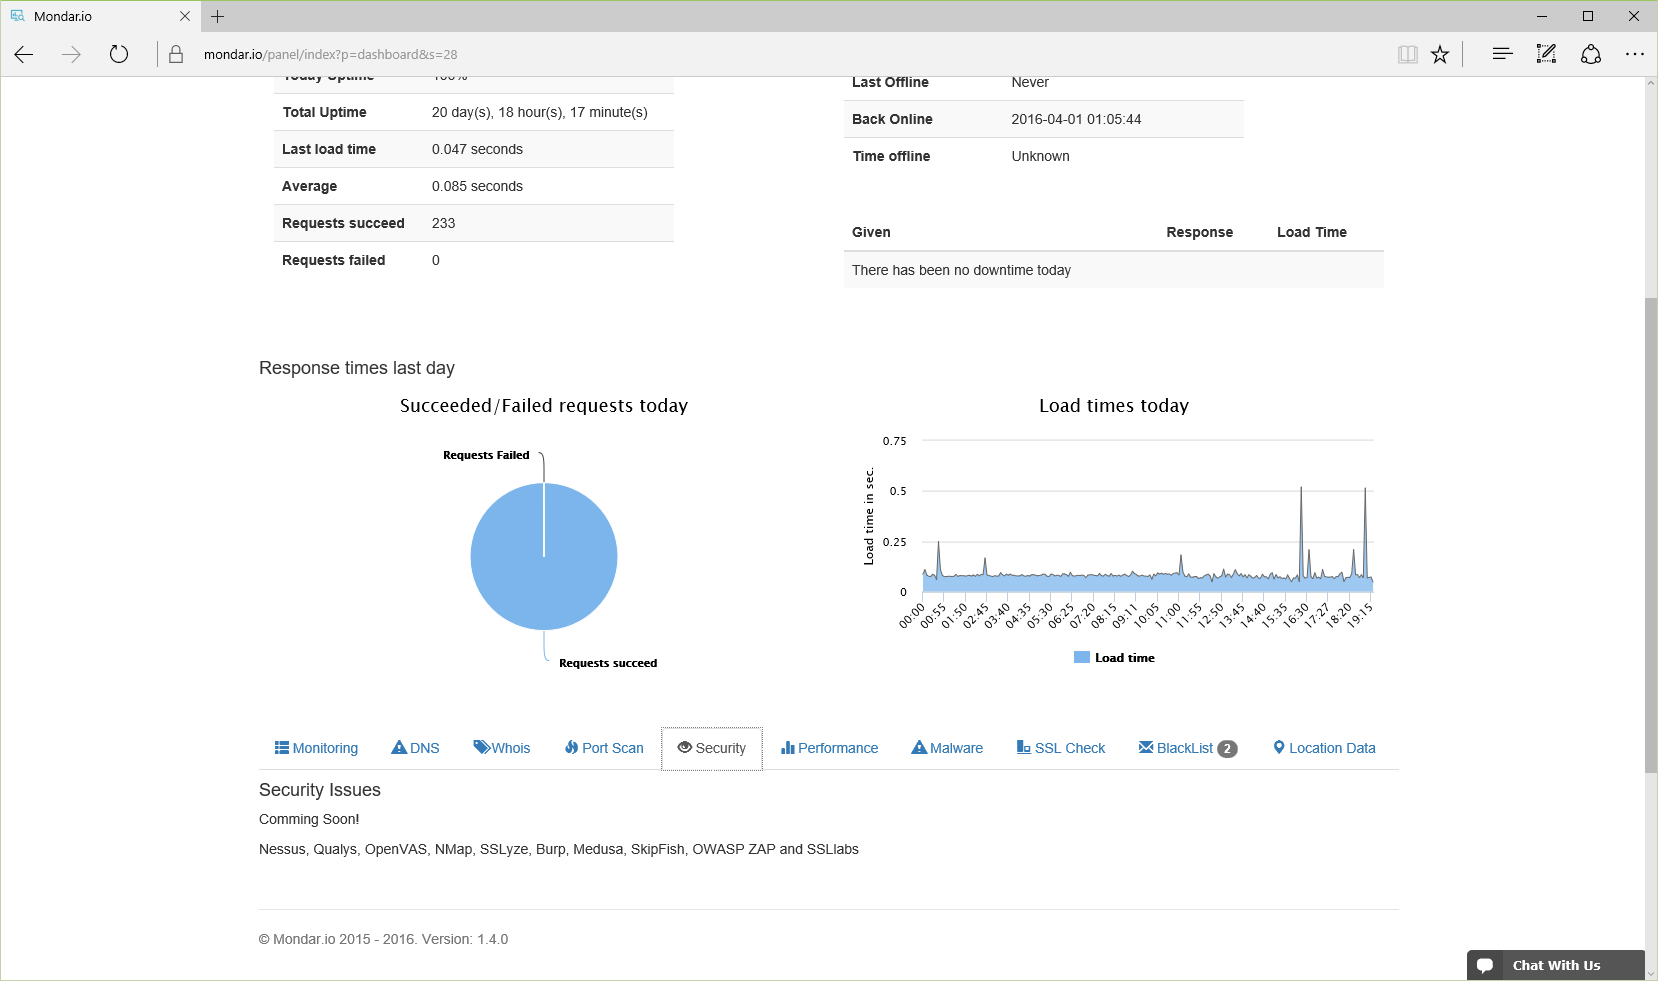 Mondar.io
mondar.io/panel/index?p=dashboard&s=28
Today Uptime 100%
Total Uptime 20 day(s), 18 hour(s), 17 minute(s)
Last load time 0.047 seconds
Average 0.085 seconds
Requests succeed 233
Requests failed 0
Last Offline Never
Back Online 2016-04-01 01:05:44
Time offline Unknown
Given Response Load Time
There has been no downtime today
Response times last day
Succeeded/Failed requests today
Requests Failed
Requests succeed
Load times today
Load time in sec.
0.75
0.5
0.25
0
00:00 00:55 01:50 02:45 03:40 04:35 05:30 06:25 07:20 08:15 09:11 10:05 11:00 11:55 12:50 13:45 14:40 15:35 16:30 17:27 18:20 19:15
Load time
Monitoring DNS Whois Port Scan Security Performance Malware SSL Check BlackList 2 Location Data
Security Issues
Comming Soon!
Nessus, Qualys, OpenVAS, NMap, SSLyze, Burp, Medusa, SkipFish, OWASP ZAP and SSLlabs
© Mondar.io 2015 - 2016. Version: 1.4.0
Chat With Us